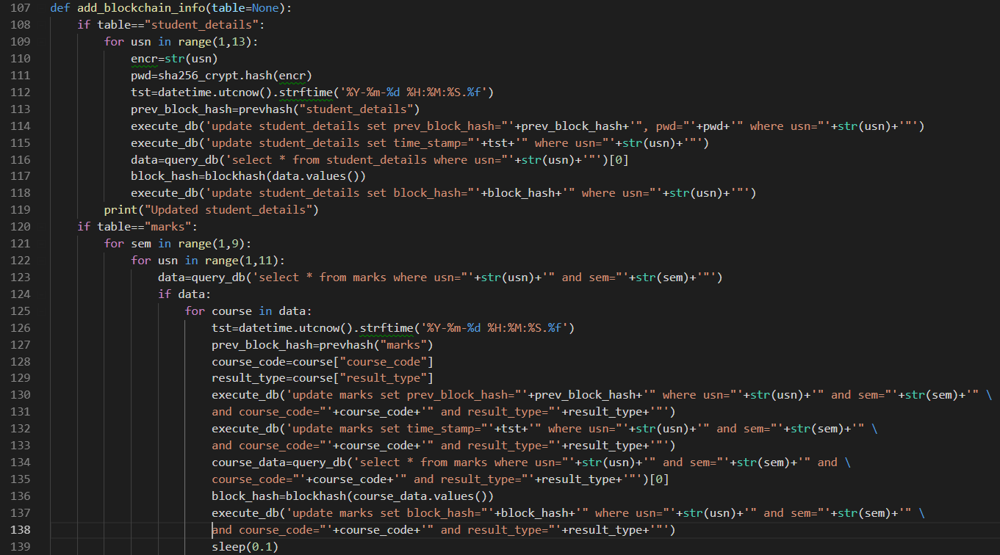 107 def add_blockchain_info(table=None):
108 if table=="student_details":
109 for usn in range(1,13):
110 encr=str(usn)
111 pwd=sha256_crypt.hash(encr)
112 tst=datetime.utcnow().strftime('%Y-%m-%d %H:%M:%S.%f')
113 prev_block_hash=prevhash("student_details")
114 execute_db('update student_details set prev_block_hash="'+prev_block_hash+'", pwd="'+pwd+'" where usn="'+str(usn)+'"')
115 execute_db('update student_details set time_stamp="'+tst+'" where usn="'+str(usn)+'"')
116 data=query_db('select * from student_details where usn="'+str(usn)+'"')[0]
117 block_hash=blockhash(data.values())
118 execute_db('update student_details set block_hash="'+block_hash+'" where usn="'+str(usn)+'"')
119 print("Updated student_details")
120 if table=="marks":
121 for sem in range(1,9):
122 for usn in range(1,11):
123 data=query_db('select * from marks where usn="'+str(usn)+'" and sem="'+str(sem)+'"')
124 if data:
125 for course in data:
126 tst=datetime.utcnow().strftime('%Y-%m-%d %H:%M:%S.%f')
127 prev_block_hash=prevhash("marks")
128 course_code=course["course_code"]
129 result_type=course["result_type"]
130 execute_db('update marks set prev_block_hash="'+prev_block_hash+'" where usn="'+str(usn)+'" and sem="'+str(sem)+'" \
131 and course_code="'+course_code+'" and result_type="'+result_type+'"')
132 execute_db('update marks set time_stamp="'+tst+'" where usn="'+str(usn)+'" and sem="'+str(sem)+'" \
133 and course_code="'+course_code+'" and result_type="'+result_type+'"')
134 course_data=query_db('select * from marks where usn="'+str(usn)+'" and sem="'+str(sem)+'" and \
135 course_code="'+course_code+'" and result_type="'+result_type+'"')[0]
136 block_hash=blockhash(course_data.values())
137 execute_db('update marks set block_hash="'+block_hash+'" where usn="'+str(usn)+'" and sem="'+str(sem)+'" \
138 and course_code="'+course_code+'" and result_type="'+result_type+'"')
139 sleep(0.1)